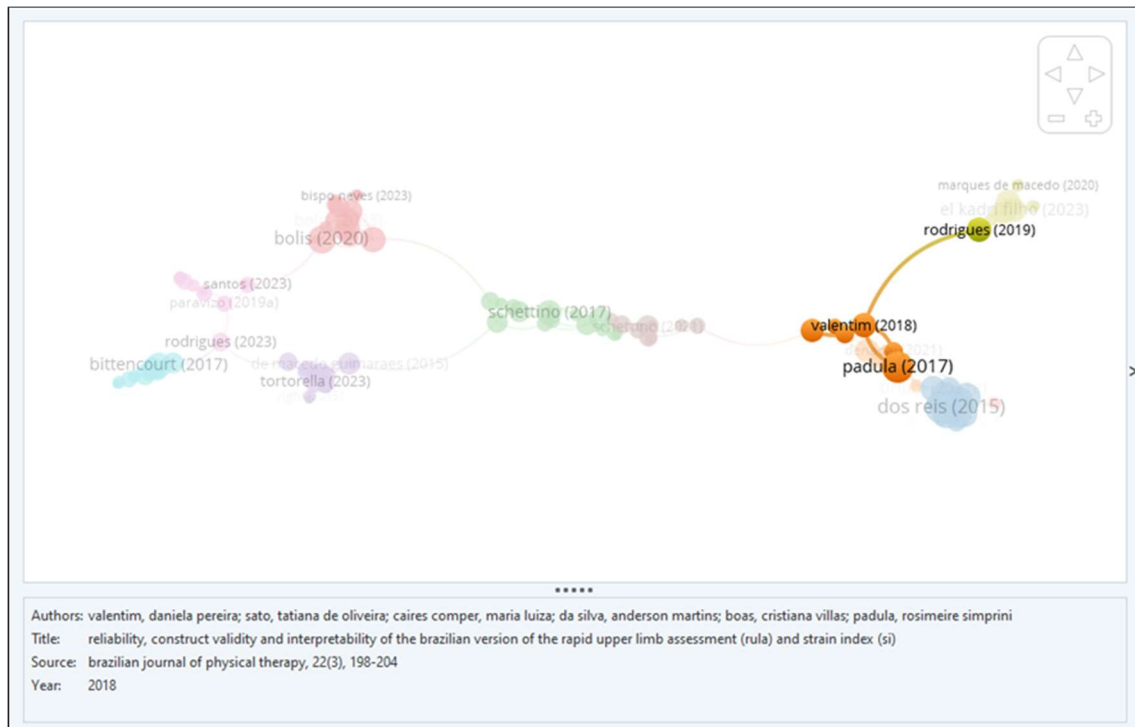 marques de macedo (2020)
bispo neves (2023)
el kadri filho (2023)
rodrigues (2019)
bolis (2020)
santos (2023)
paravizo (2019a)
schettino (2017)
valentim (2018)
rodrigues (2023)
bittencourt (2017)
de macedo guimaraes (2015)
padula (2017)
tortorella (2023)
dos reis (2015)
Authors: valentim, daniela pereira; sato, tatiana de oliveira; caires comper, maria luiza; da silva, anderson martins; boas, cristiana villas; padula, rosimeire simprini
Title: reliability, construct validity and interpretability of the brazilian version of the rapid upper limb assessment (rula) and strain index (si)
Source: brazilian journal of physical therapy, 22(3), 198-204
Year: 2018